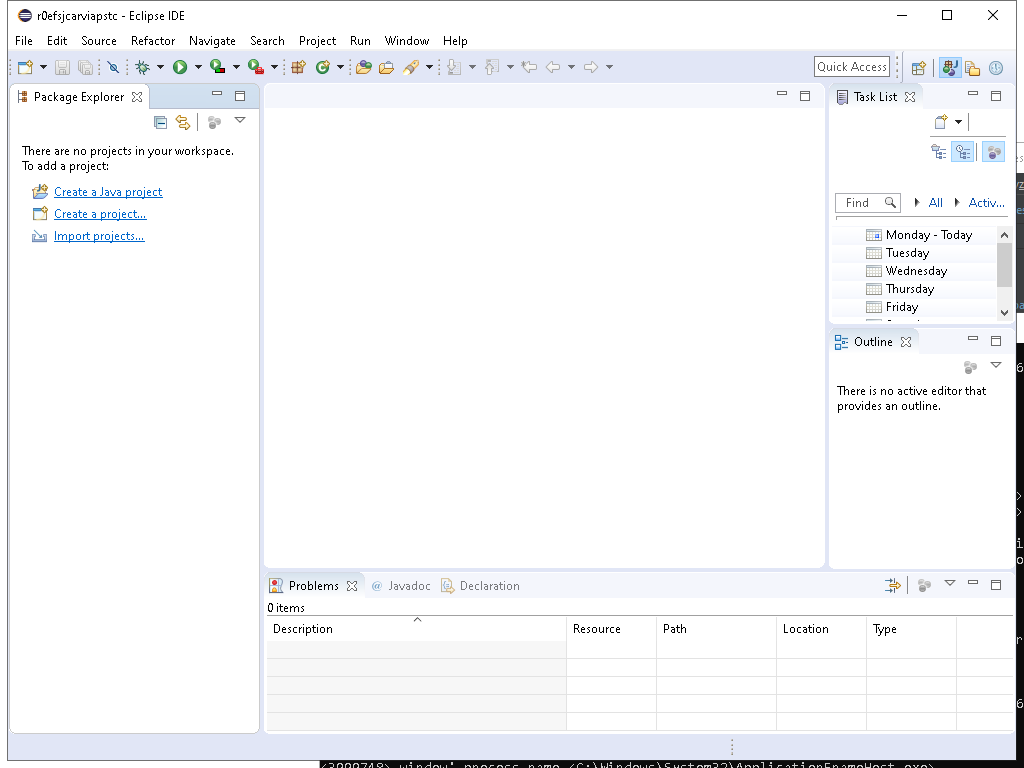 r0efsjcarviapstc - Eclipse IDE
File Edit Source Refactor Navigate Search Project Run Window Help
Quick Access
Package Explorer
There are no projects in your workspace.
To add a project:
Create a Java project
Create a project...
Import projects...
Task List
Find All Activ...
Monday - Today
Tuesday
Wednesday
Thursday
Friday
Outline
There is no active editor that
provides an outline.
Problems @ Javadoc Declaration
0 items
Description Resource Path Location Type
<3999748> window' process name <C:\Windows\System32\ApplicationFrameHost.exe>